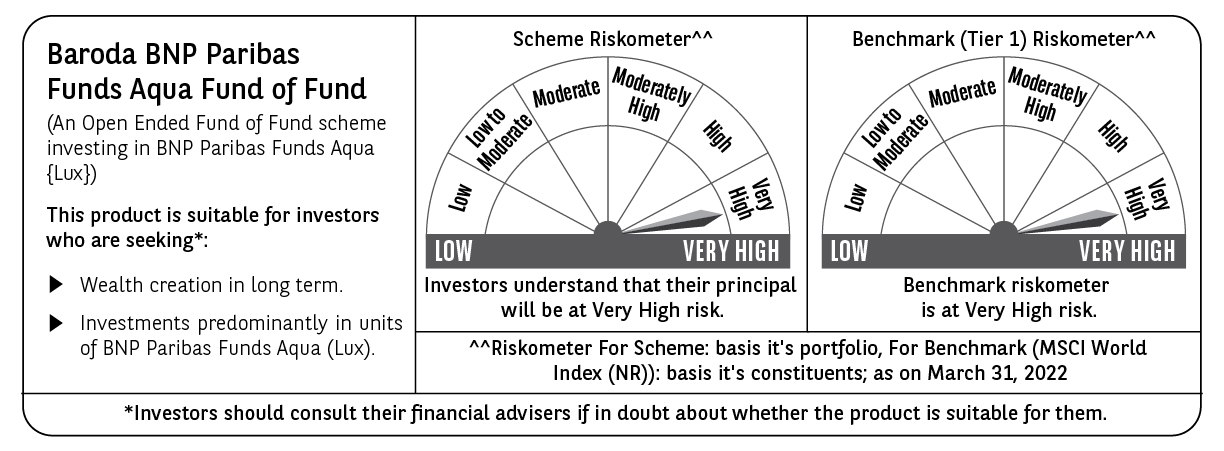 Baroda BNP Paribas
Funds Aqua Fund of Fund
(An Open Ended Fund of Fund scheme
investing in BNP Paribas Funds Aqua
{Lux})
This product is suitable for investors
who are seeking*:
Wealth creation in long term.
Investments predominantly in units
of BNP Paribas Funds Aqua (Lux).
Scheme Riskometer^^
Low
Low to
Moderate
Moderate
Moderately
High
High
Very
High
LOW
VERY HIGH
Investors understand that their principal
will be at Very High risk.
Benchmark (Tier 1) Riskometer^^
Low
Low to
Moderate
Moderate
Moderately
High
High
Very
High
LOW
VERY HIGH
Benchmark riskometer
is at Very High risk.
^^Riskometer For Scheme: basis it's portfolio, For Benchmark (MSCI World
Index (NR)): basis it's constituents; as on March 31, 2022
*Investors should consult their financial advisers if in doubt about whether the product is suitable for them.